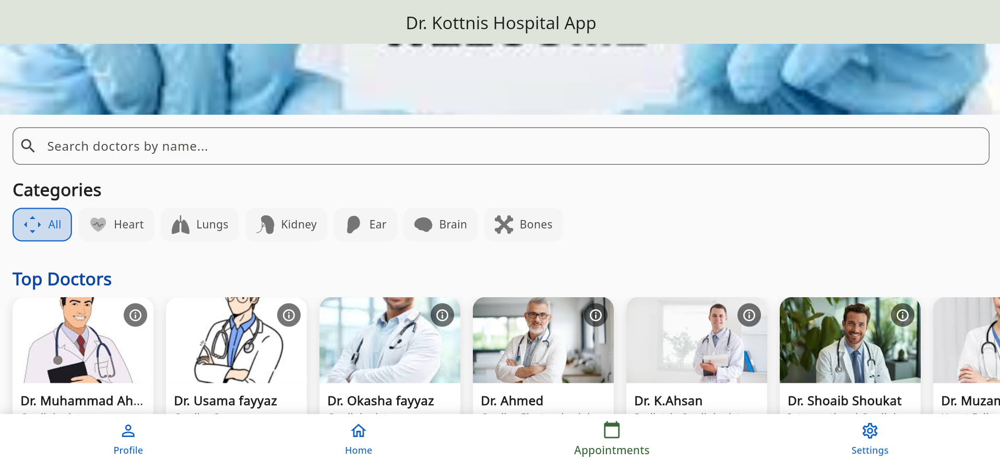 Dr. Kottnis Hospital App
Search doctors by name...
Categories
All
Heart
Lungs
Kidney
Ear
Brain
Bones
Top Doctors
Dr. Muhammad Ah...
Dr. Usama fayyaz
Dr. Okasha fayyaz
Dr. Ahmed
Dr. K.Ahsan
Dr. Shoaib Shoukat
Dr.
Profile
Home
Appointments
Settings